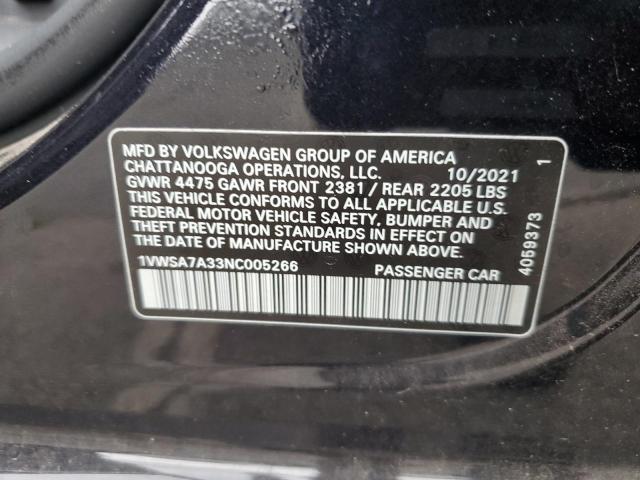 MFD BY VOLKSWAGEN GROUP OF AMERICA
CHATTANOOGA OPERATIONS, LLC. 10/2021 1
GVWR 4475 GAWR FRONT 2381 / REAR 2205 LBS
THIS VEHICLE CONFORMS TO ALL APPLICABLE U.S.
FEDERAL MOTOR VEHICLE SAFETY, BUMPER AND
THEFT PREVENTION STANDARDS IN EFFECT ON
THE DATE OF MANUFACTURE SHOWN ABOVE.
1VWSA7A33NC005266 PASSENGER CAR
4059373